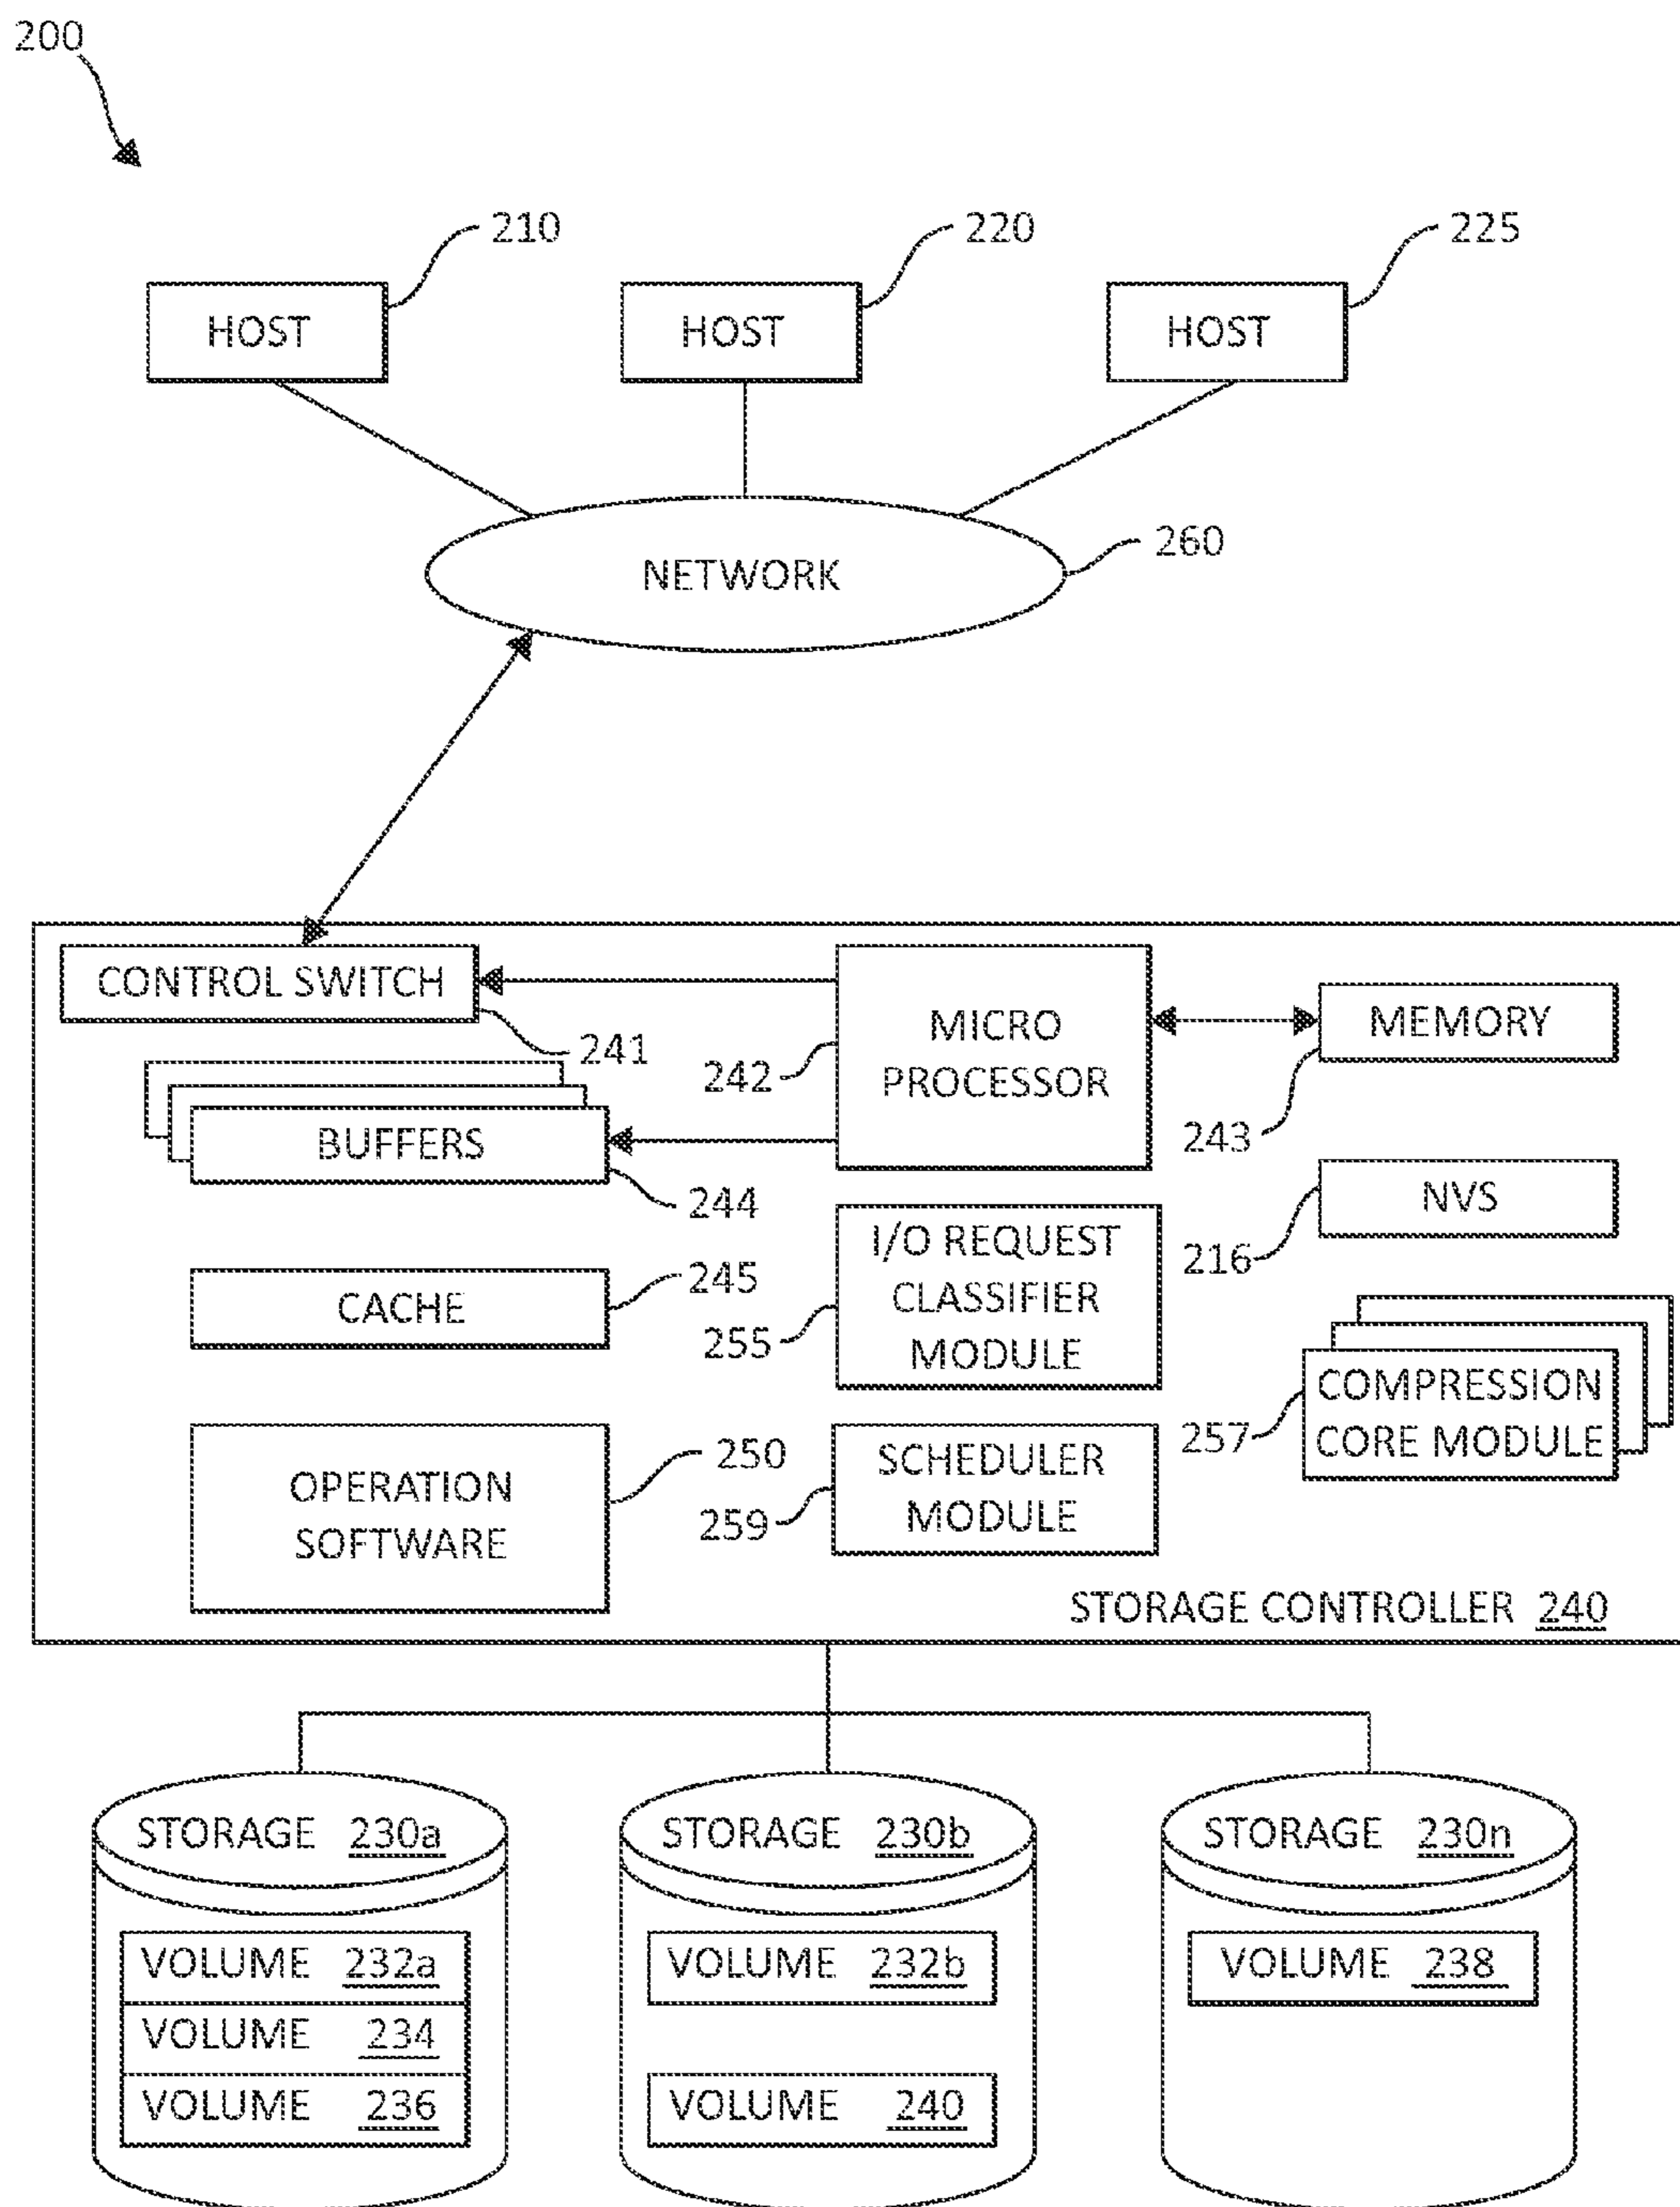 200
210
220
225
HOST
HOST
HOST
260
NETWORK
CONTROL SWITCH
241
MICRO
PROCESSOR
242
MEMORY
243
BUFFERS
244
NVS
216
I/O REQUEST
CLASSIFIER
MODULE
255
CACHE
245
COMPRESSION
CORE MODULE
257
OPERATION
SOFTWARE
250
SCHEDULER
MODULE
259
STORAGE CONTROLLER 240
STORAGE 230a
STORAGE 230b
STORAGE 230n
VOLUME 232a
VOLUME 234
VOLUME 236
VOLUME 232b
VOLUME 240
VOLUME 238